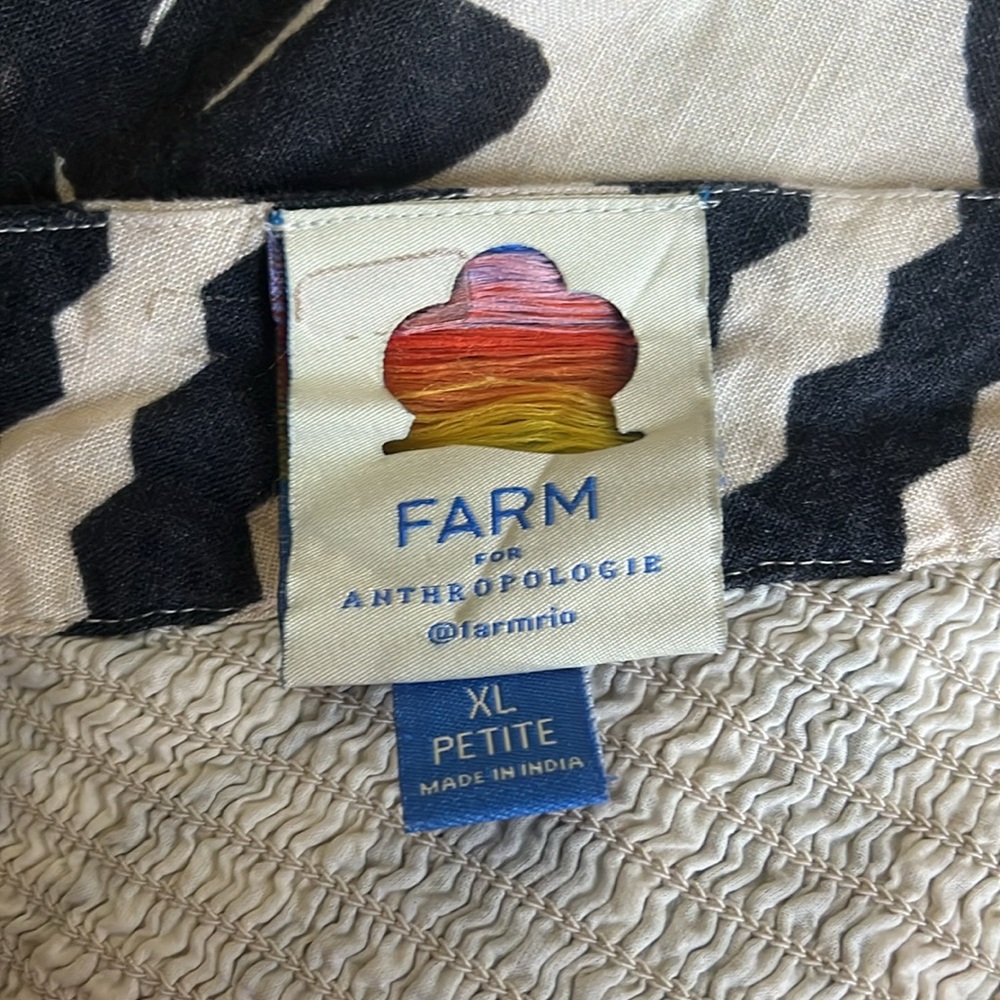 FARM
FOR
ANTHROPOLOGIE
@farmrio
XL
PETITE
MADE IN INDIA